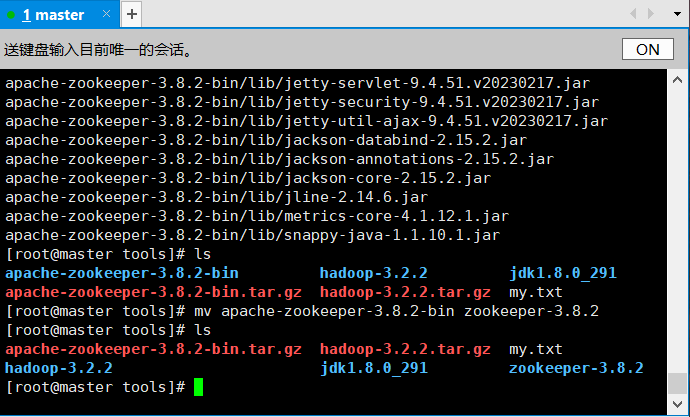 1 master
送键盘输入目前唯一的会话。 ON
apache-zookeeper-3.8.2-bin/lib/jetty-servlet-9.4.51.v20230217.jar
apache-zookeeper-3.8.2-bin/lib/jetty-security-9.4.51.v20230217.jar
apache-zookeeper-3.8.2-bin/lib/jetty-util-ajax-9.4.51.v20230217.jar
apache-zookeeper-3.8.2-bin/lib/jackson-databind-2.15.2.jar
apache-zookeeper-3.8.2-bin/lib/jackson-annotations-2.15.2.jar
apache-zookeeper-3.8.2-bin/lib/jackson-core-2.15.2.jar
apache-zookeeper-3.8.2-bin/lib/jline-2.14.6.jar
apache-zookeeper-3.8.2-bin/lib/metrics-core-4.1.12.1.jar
apache-zookeeper-3.8.2-bin/lib/snappy-java-1.1.10.1.jar
[root@master tools]# ls
apache-zookeeper-3.8.2-bin hadoop-3.2.2 jdk1.8.0_291
apache-zookeeper-3.8.2-bin.tar.gz hadoop-3.2.2.tar.gz my.txt
[root@master tools]# mv apache-zookeeper-3.8.2-bin zookeeper-3.8.2
[root@master tools]# ls
apache-zookeeper-3.8.2-bin.tar.gz hadoop-3.2.2.tar.gz my.txt
hadoop-3.2.2 jdk1.8.0_291 zookeeper-3.8.2
[root@master tools]#